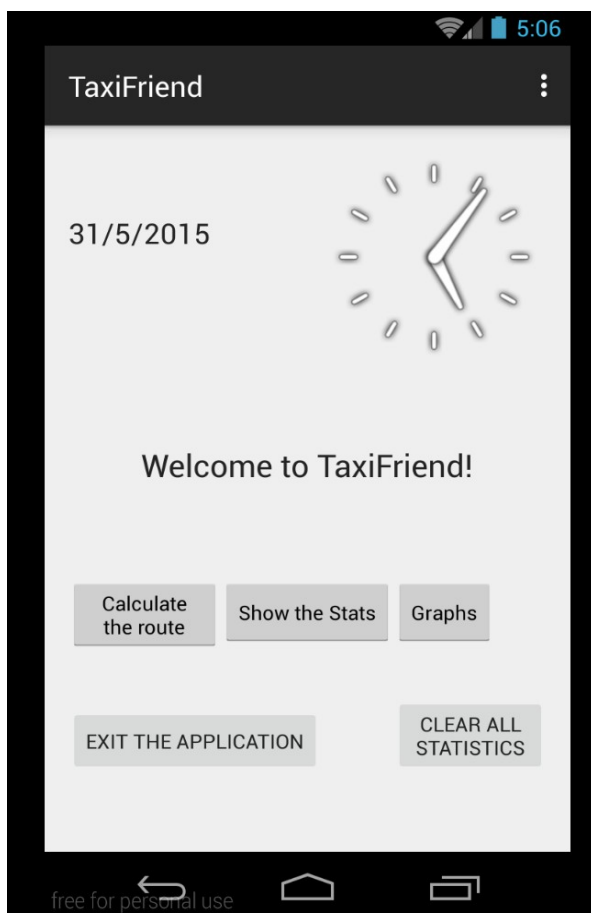 5:06
TaxiFriend
31/5/2015
Welcome to TaxiFriend!
Calculate
the route
Show the Stats
Graphs
EXIT THE APPLICATION
CLEAR ALL
STATISTICS
free for personal use